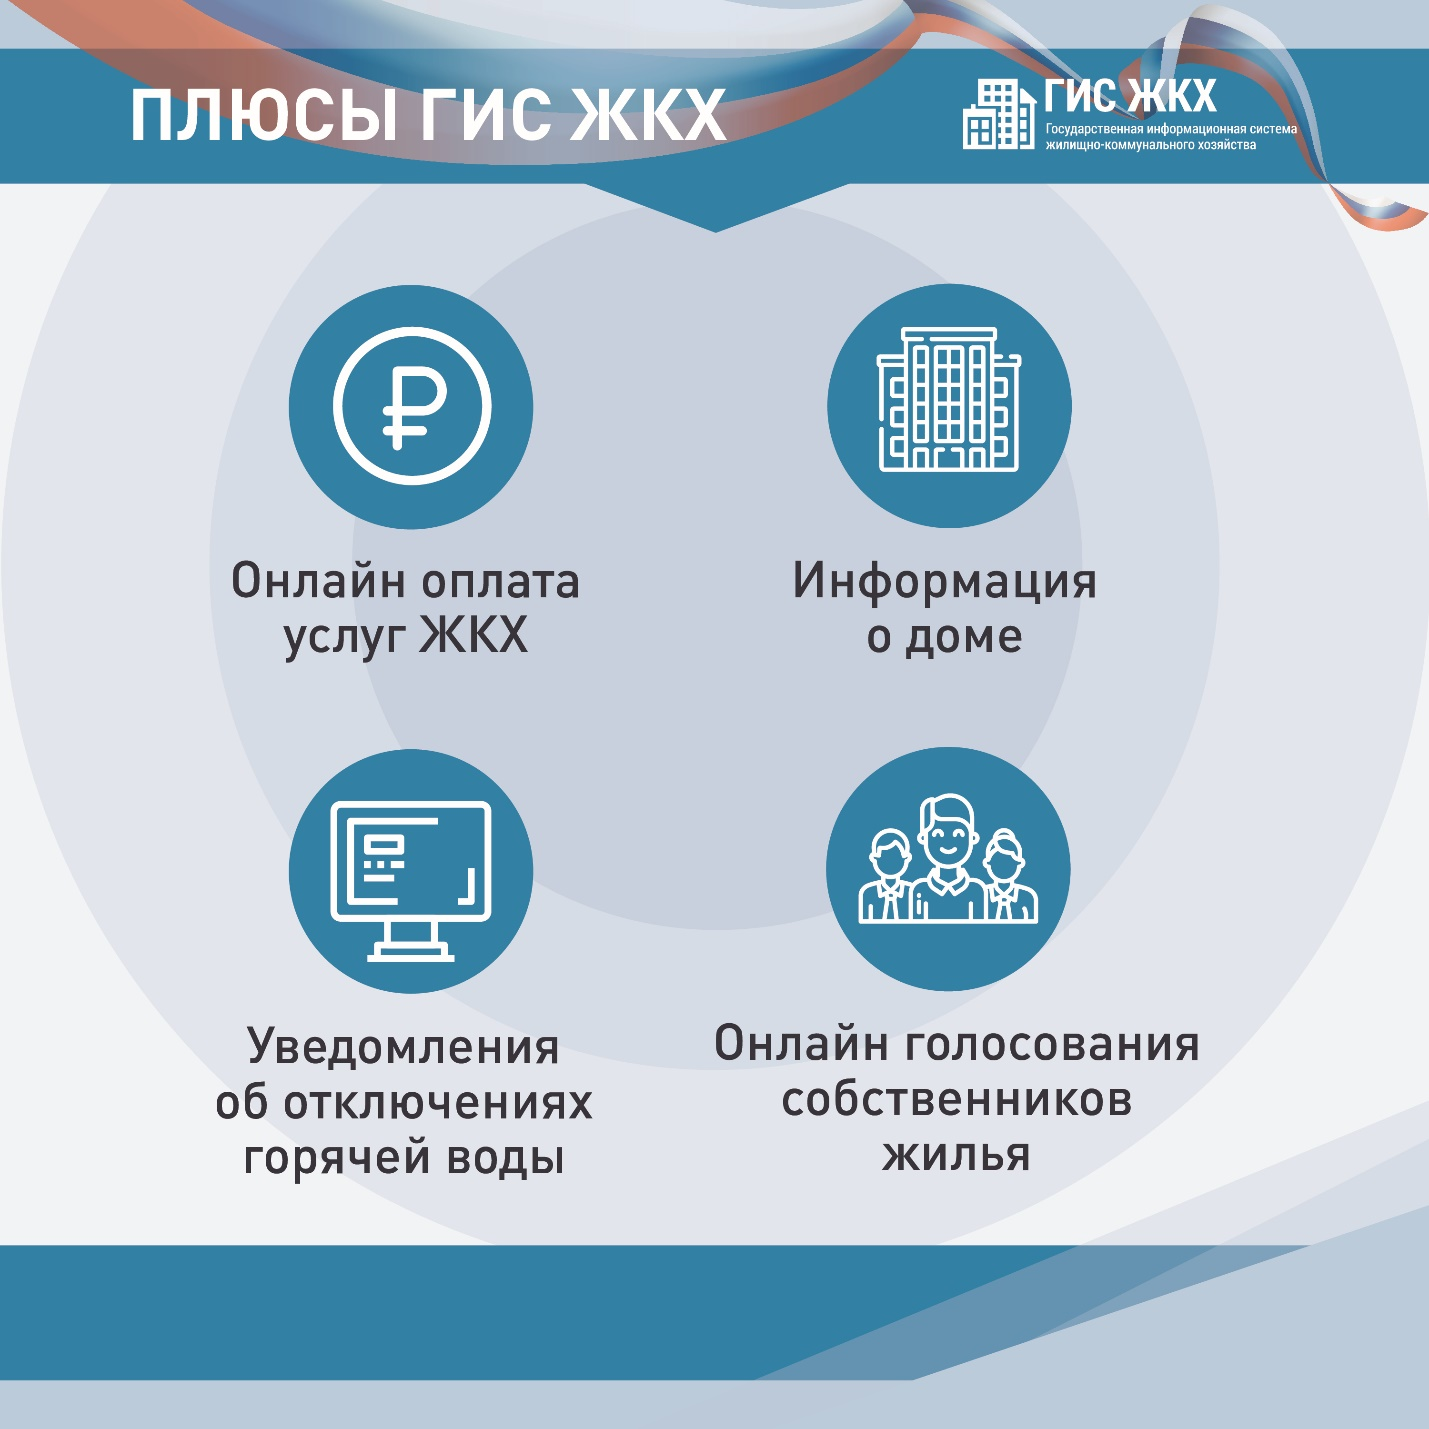 ПЛЮСЫ ГИС ЖКХ
ГИС ЖКХ
Государственная информационная система
жилищно-коммунального хозяйства
Онлайн оплата
услуг ЖКХ
Информация
о доме
Уведомления
об отключениях
горячей воды
Онлайн голосования
собственников
жилья